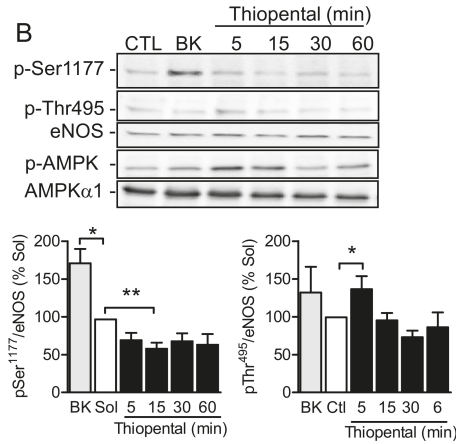 B
Thiopental (min)
CTL BK 5 15 30 60
p-Ser1177 -
p-Thr495 -
eNOS -
p-AMPK -
AMPKα1 -
pSer1177/eNOS (% Sol)
200
150
100
50
0
*
**
BK Sol 5 15 30 60
Thiopental (min)
pThr495/eNOS (% Sol)
200
150
100
50
0
*
BK Ctl 5 15 30 6
Thiopental (min)